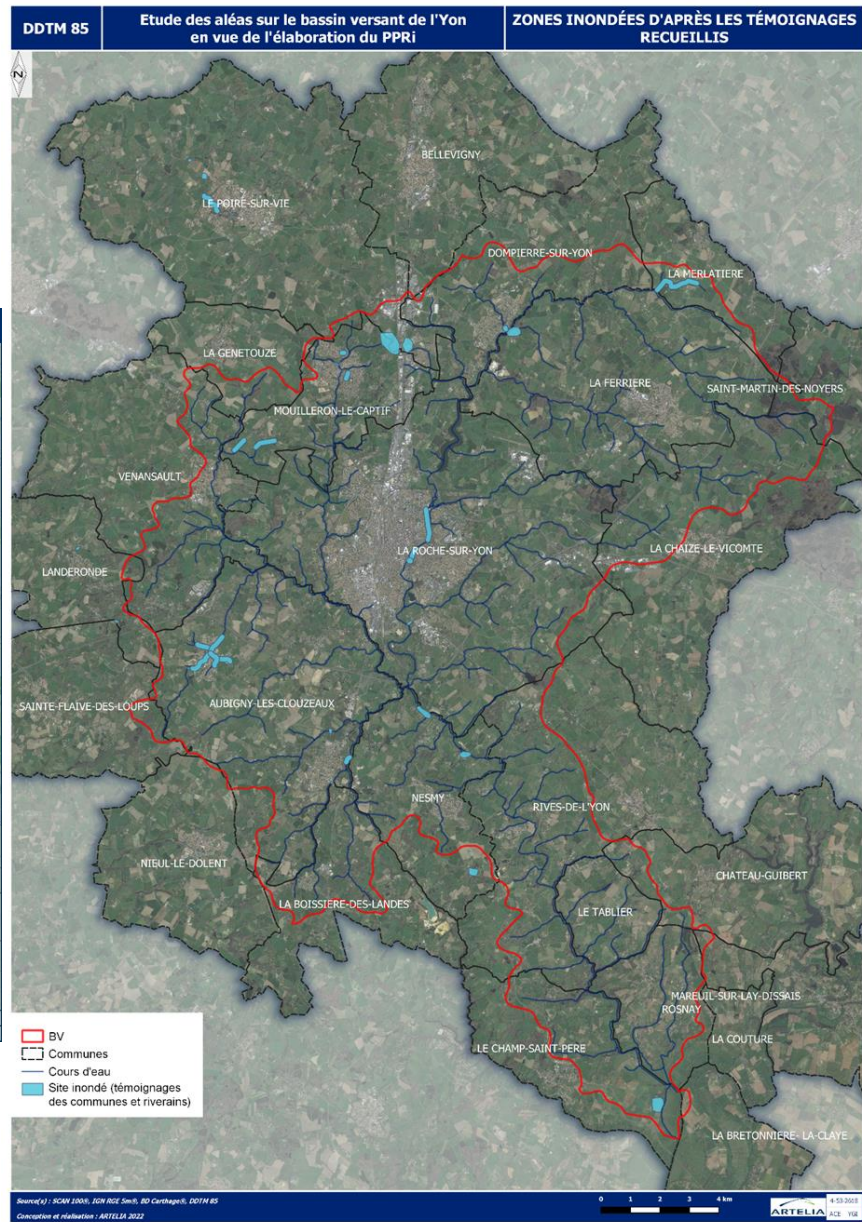 DDTM 85
Etude des aléas sur le bassin versant de l'Yon
en vue de l'élaboration du PPRi
ZONES INONDÉES D'APRÈS LES TÉMOIGNAGES
RECUEILLIS
N
BELLEVIGNY
LE POIRE-SUR-VIE
DOMPIERRE-SUR-YON
LA MERLATIERE
LA GENETOUZE
LA FERRIERE
SAINT-MARTIN-DES-NOYERS
MOUILLERON-LE-CAPTIF
VENANSAULT
LA ROCHE-SUR-YON
LA CHAIZE-LE-VICOMTE
LANDERONDE
SAINTE-FLAIVE-DES-LOUPS
AUBIGNY-LES-CLOUZEAUX
NESMY
RIVES-DE-L'YON
NIEUL-LE-DOLENT
CHATEAU-GUIBERT
LA BOISSIERE-DES-LANDES
LE TABLIER
MAREUIL-SUR-LAY-DISSAIS
ROSNAY
LA COUTURE
LE CHAMP-SAINT-PERE
LA BRETONNIERE- LA-CLAYE
BV
Communes
Cours d'eau
Site inondé (témoignages
des communes et riverains)
Source(s) : SCAN 100®, IGN RGE 5m®, BD Carthage®, DDTM 85
Conception et réalisation : ARTELIA 2022
0 1 2 3 4 km
ARTELIA